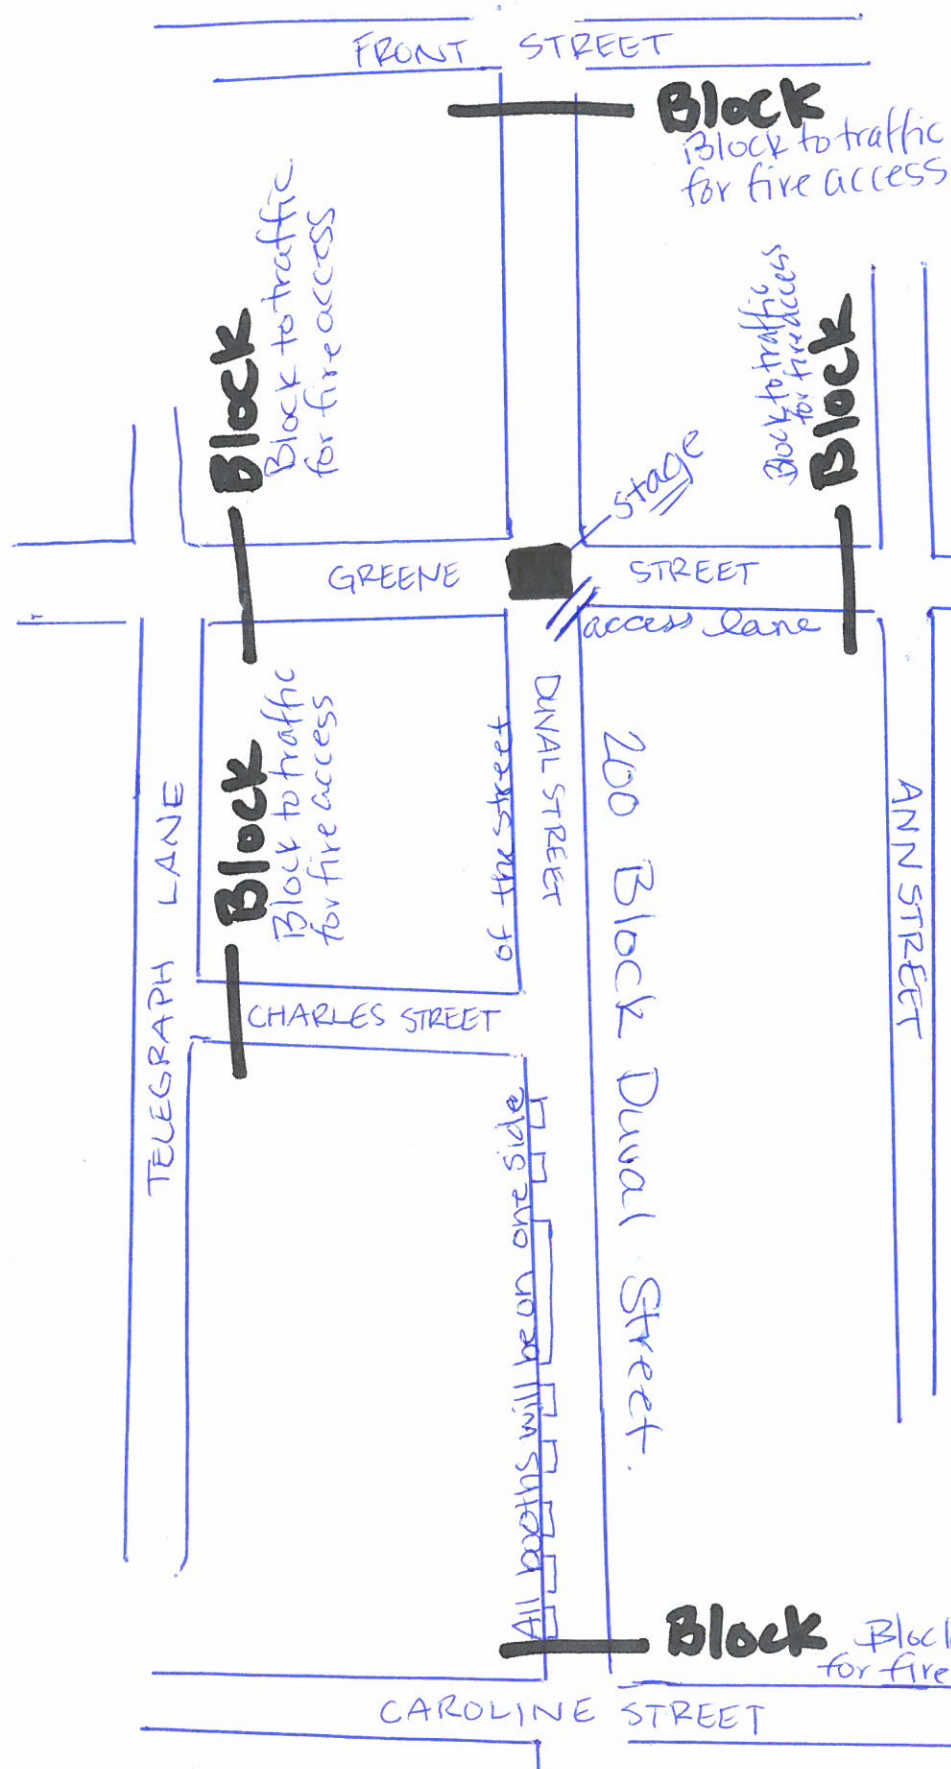 FRONT STREET
Block
Block to traffic
for fire access
Block
Block to traffic
for fire access
Block to traffic
for fire access
Block
stage
GREENE STREET
access lane
Block
Block to traffic
for fire access
DUVAL STREET
200 Block Duval Street.
ANN STREET
TELEGRAPH LANE
CHARLES STREET
All booths will be on one side
of the street
Block
Block
for fire
CAROLINE STREET